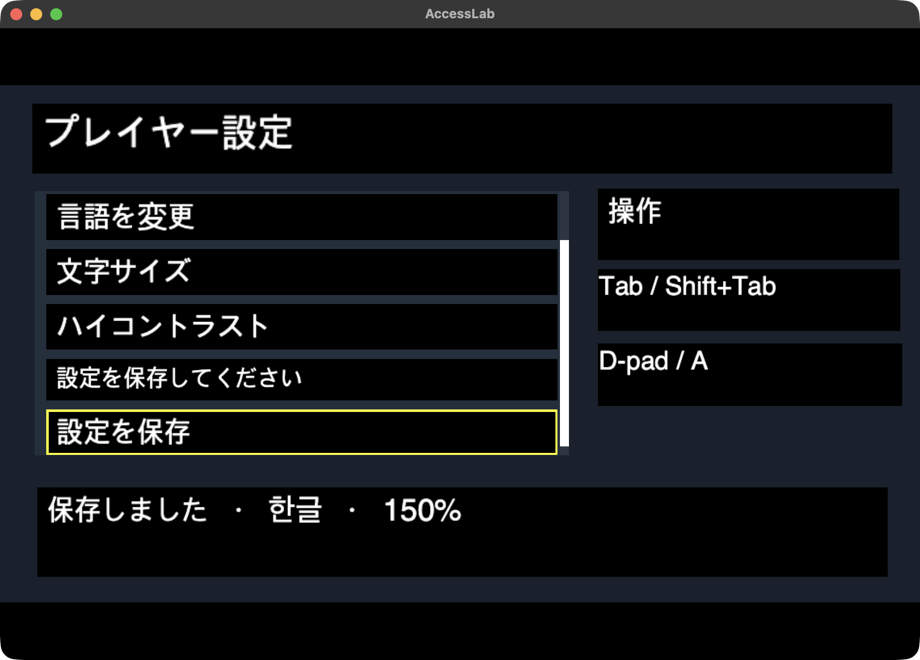 AccessLab
プレイヤー設定
言語を変更
文字サイズ
ハイコントラスト
設定を保存してください
設定を保存
操作
Tab / Shift+Tab
D-pad / A
保存しました · 한글 · 150%